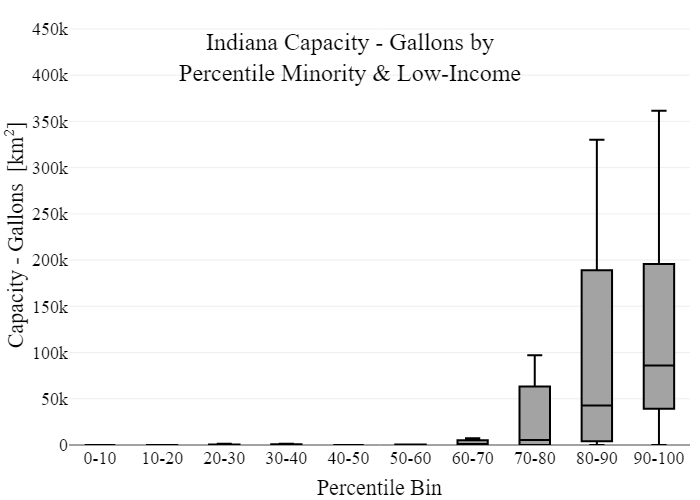 Indiana Capacity - Gallons by
Percentile Minority & Low-Income
Capacity - Gallons [km²]
450k
400k
350k
300k
250k
200k
150k
100k
50k
0
0-10 10-20 20-30 30-40 40-50 50-60 60-70 70-80 80-90 90-100
Percentile Bin